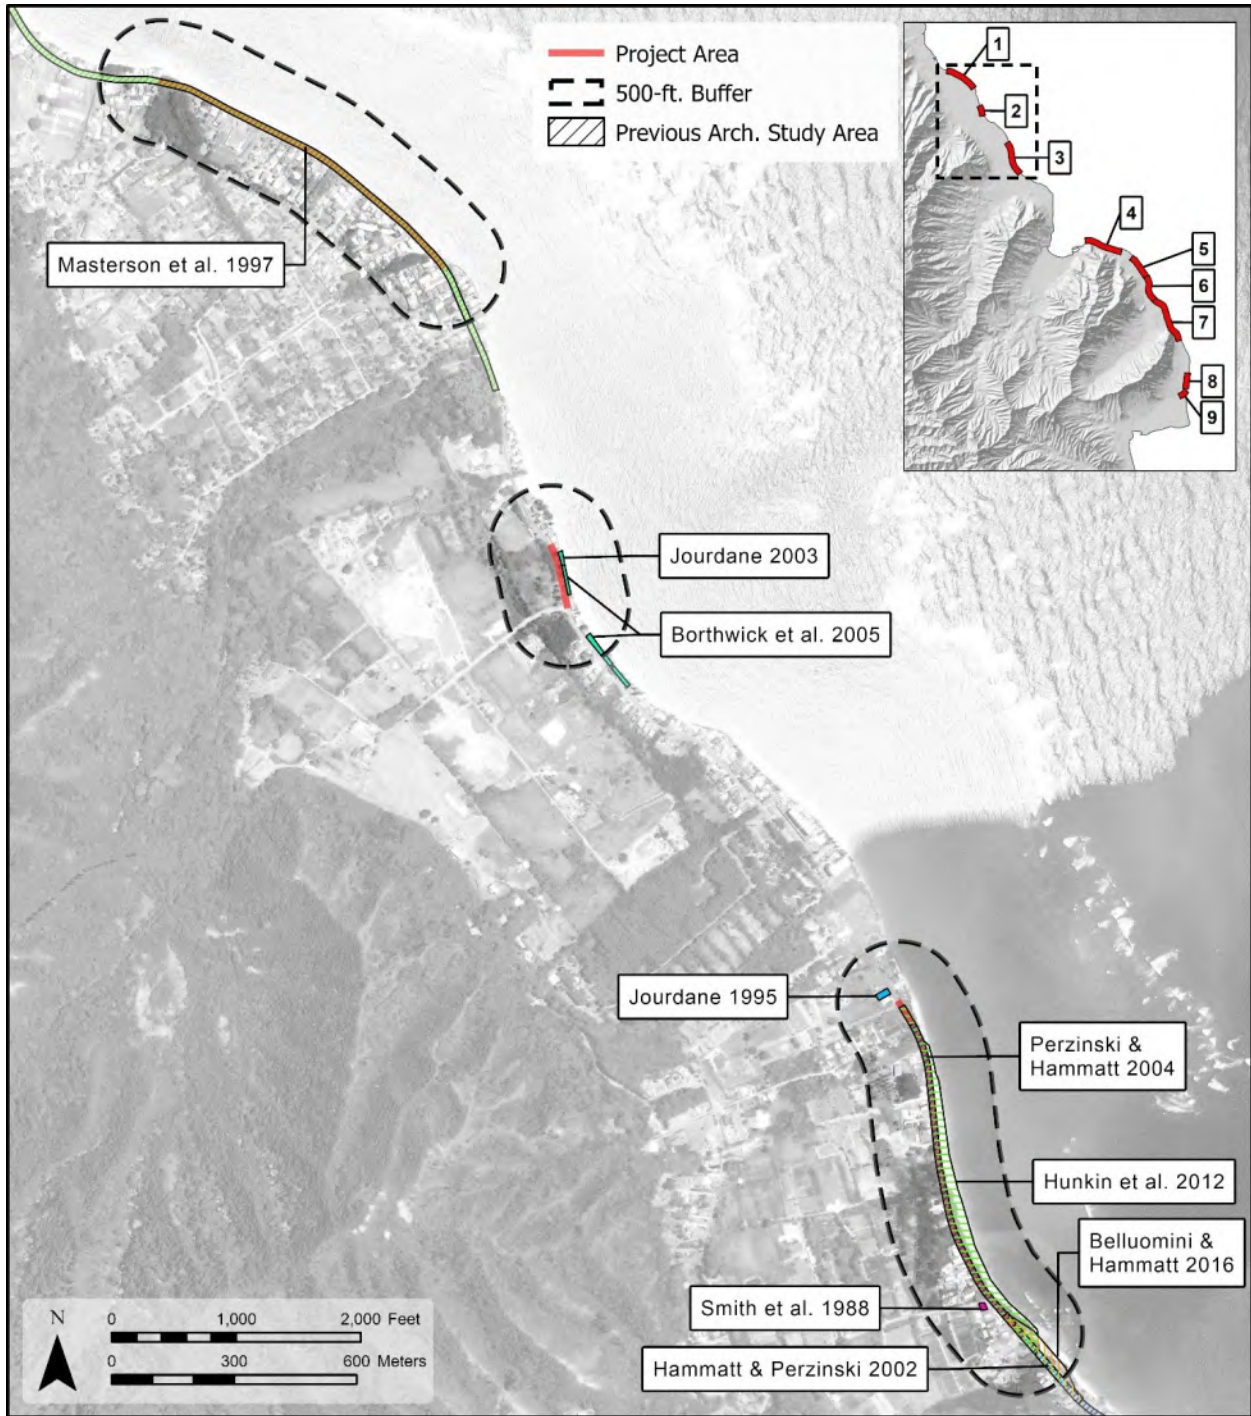 Project Area
500-ft. Buffer
Previous Arch. Study Area
1
2
3
4
5
6
7
8
9
Masterson et al. 1997
Jourdane 2003
Borthwick et al. 2005
Jourdane 1995
Perzinski &
Hammatt 2004
Hunkin et al. 2012
Belluomini &
Hammatt 2016
Smith et al. 1988
Hammatt & Perzinski 2002
N
0 1,000 2,000 Feet
0 300 600 Meters